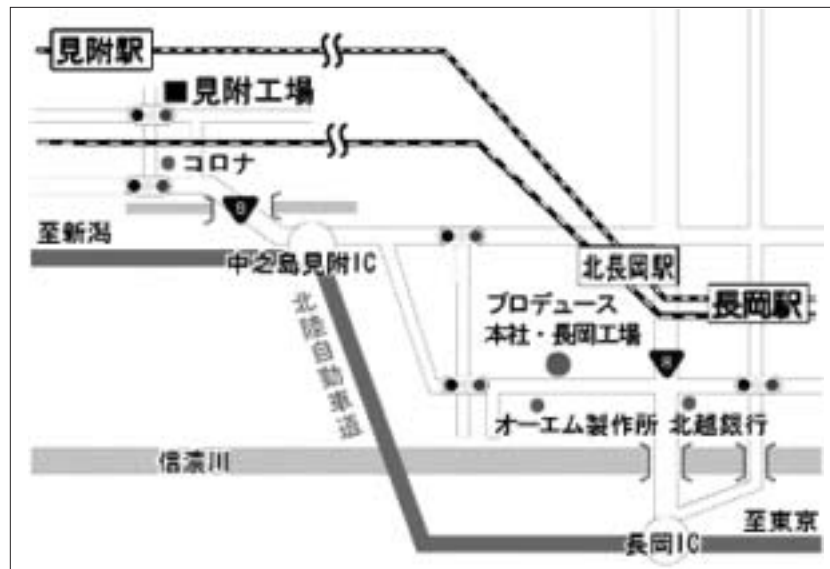 見附駅
■見附工場
コロナ
8
至新潟
中之島見附IC
北長岡駅
長岡駅
プロデュース
本社・長岡工場
8
北陸自動車道
オーエム製作所 北越銀行
信濃川
至東京
長岡IC